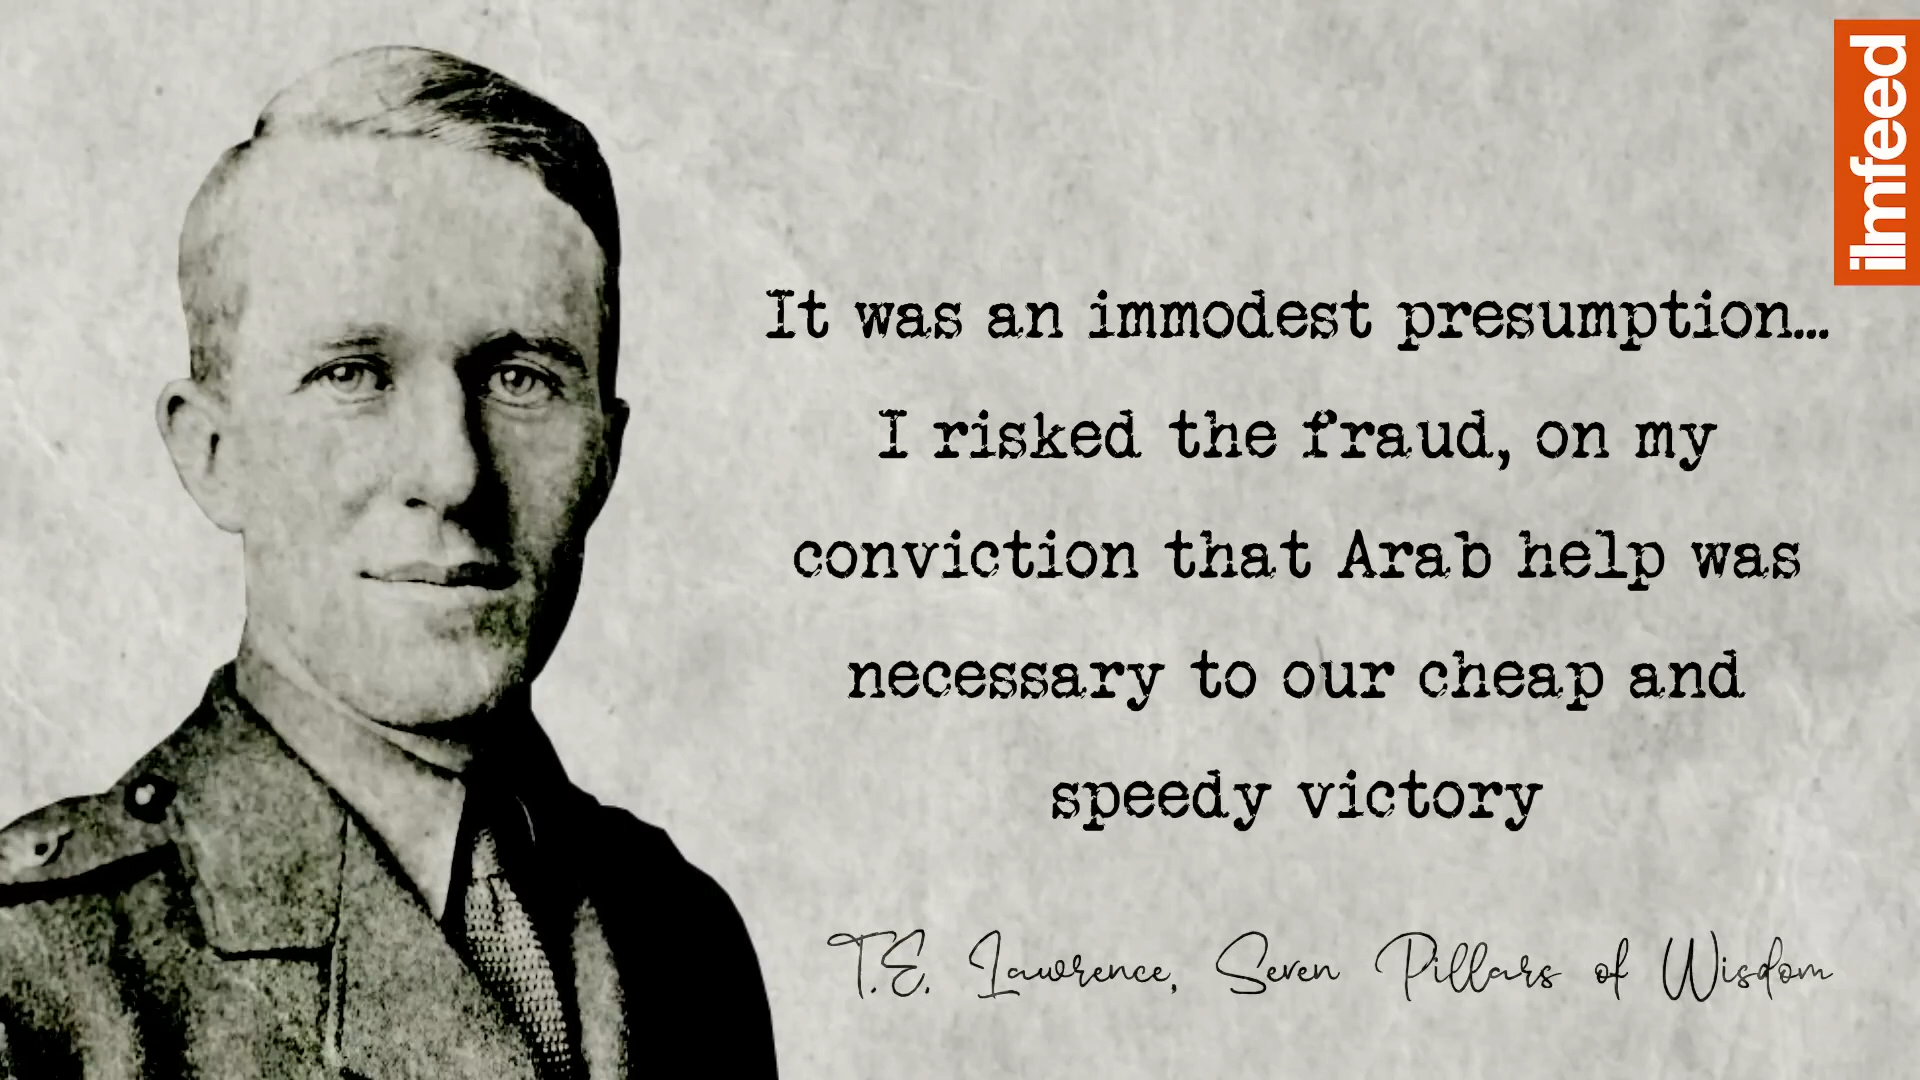 ilmfeed
It was an immodest presumption...
I risked the fraud, on my
conviction that Arab help was
necessary to our cheap and
speedy victory
T.E. Lawrence, Seven Pillars of Wisdom